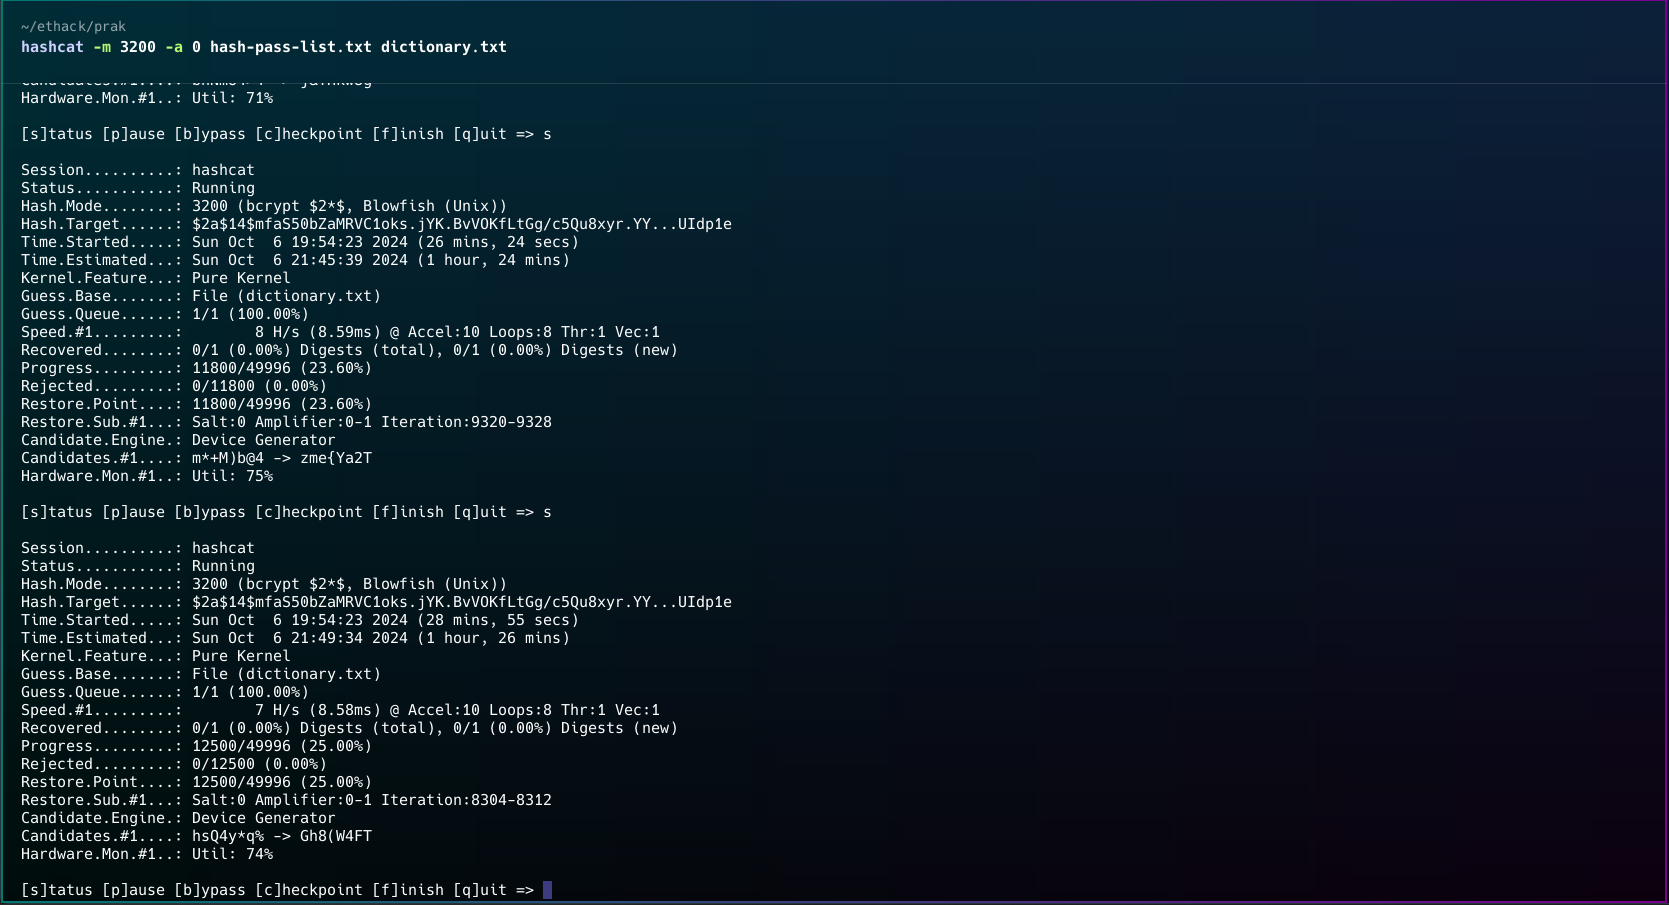 ~/ethack/prak
hashcat -m 3200 -a 0 hash-pass-list.txt dictionary.txt
Hardware.Mon.#1..: Util: 71%
[s]tatus [p]ause [b]ypass [c]heckpoint [f]inish [q]uit => s
Session..........: hashcat
Status...........: Running
Hash.Mode........: 3200 (bcrypt $2*$, Blowfish (Unix))
Hash.Target......: $2a$14$mfaS50bZaMRVC1oks.jYK.BvVOKfLtGg/c5Qu8xyr.YY...UIdp1e
Time.Started.....: Sun Oct  6 19:54:23 2024 (26 mins, 24 secs)
Time.Estimated...: Sun Oct  6 21:45:39 2024 (1 hour, 24 mins)
Kernel.Feature...: Pure Kernel
Guess.Base.......: File (dictionary.txt)
Guess.Queue......: 1/1 (100.00%)
Speed.#1.........:        8 H/s (8.59ms) @ Accel:10 Loops:8 Thr:1 Vec:1
Recovered........: 0/1 (0.00%) Digests (total), 0/1 (0.00%) Digests (new)
Progress.........: 11800/49996 (23.60%)
Rejected.........: 0/11800 (0.00%)
Restore.Point....: 11800/49996 (23.60%)
Restore.Sub.#1...: Salt:0 Amplifier:0-1 Iteration:9320-9328
Candidate.Engine.: Device Generator
Candidates.#1....: m*+M)b@4 -> zme{Ya2T
Hardware.Mon.#1..: Util: 75%
[s]tatus [p]ause [b]ypass [c]heckpoint [f]inish [q]uit => s
Session..........: hashcat
Status...........: Running
Hash.Mode........: 3200 (bcrypt $2*$, Blowfish (Unix))
Hash.Target......: $2a$14$mfaS50bZaMRVC1oks.jYK.BvVOKfLtGg/c5Qu8xyr.YY...UIdp1e
Time.Started.....: Sun Oct  6 19:54:23 2024 (28 mins, 55 secs)
Time.Estimated...: Sun Oct  6 21:49:34 2024 (1 hour, 26 mins)
Kernel.Feature...: Pure Kernel
Guess.Base.......: File (dictionary.txt)
Guess.Queue......: 1/1 (100.00%)
Speed.#1.........:        7 H/s (8.58ms) @ Accel:10 Loops:8 Thr:1 Vec:1
Recovered........: 0/1 (0.00%) Digests (total), 0/1 (0.00%) Digests (new)
Progress.........: 12500/49996 (25.00%)
Rejected.........: 0/12500 (0.00%)
Restore.Point....: 12500/49996 (25.00%)
Restore.Sub.#1...: Salt:0 Amplifier:0-1 Iteration:8304-8312
Candidate.Engine.: Device Generator
Candidates.#1....: hsQ4y*q% -> Gh8(W4FT
Hardware.Mon.#1..: Util: 74%
[s]tatus [p]ause [b]ypass [c]heckpoint [f]inish [q]uit =>